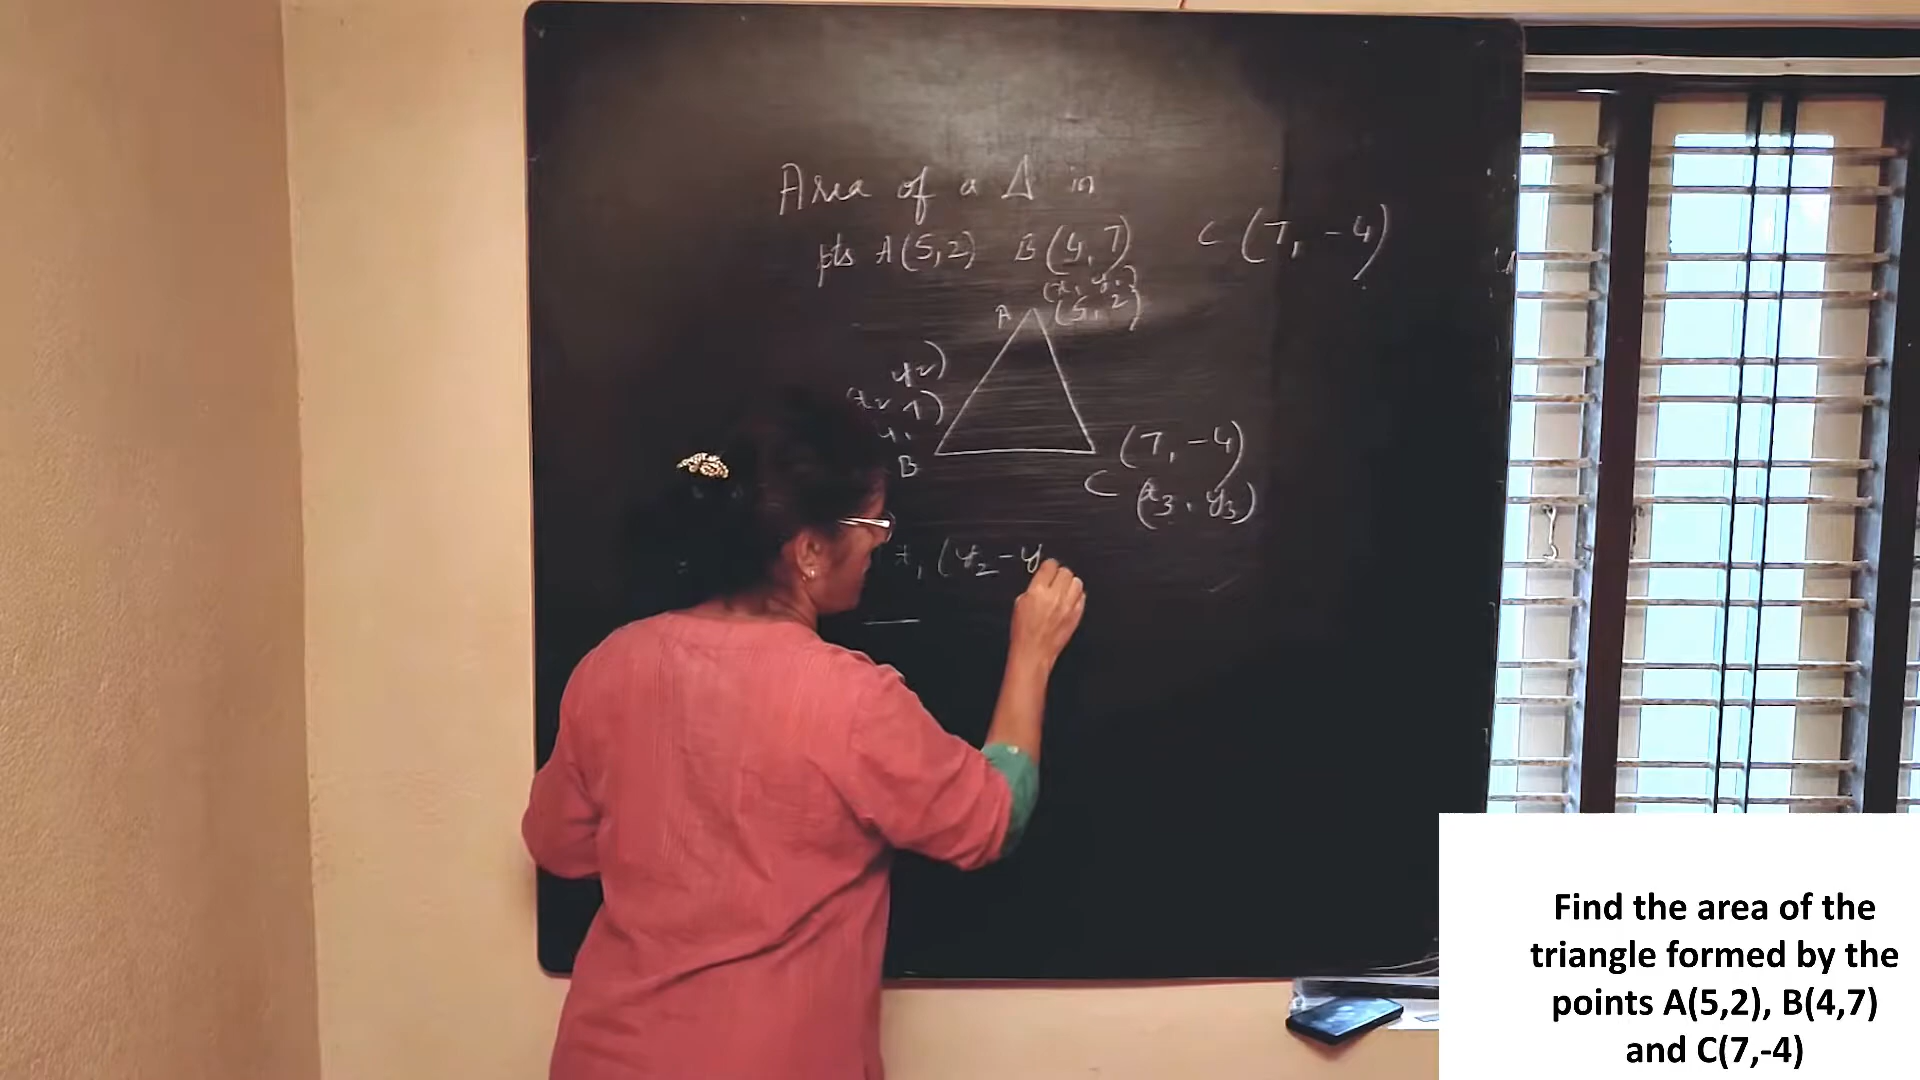 Area of a Δ in
pts A(5,2) B(4,7) C(7,-4)
(x₁, y₁)
A (5, 2)
y₂)
(x₂ 7)
4,
B
(7, -4)
C (x₃, y₃)
= x₁ (y₂ - y
Find the area of the
triangle formed by the
points A(5,2), B(4,7)
and C(7,-4)